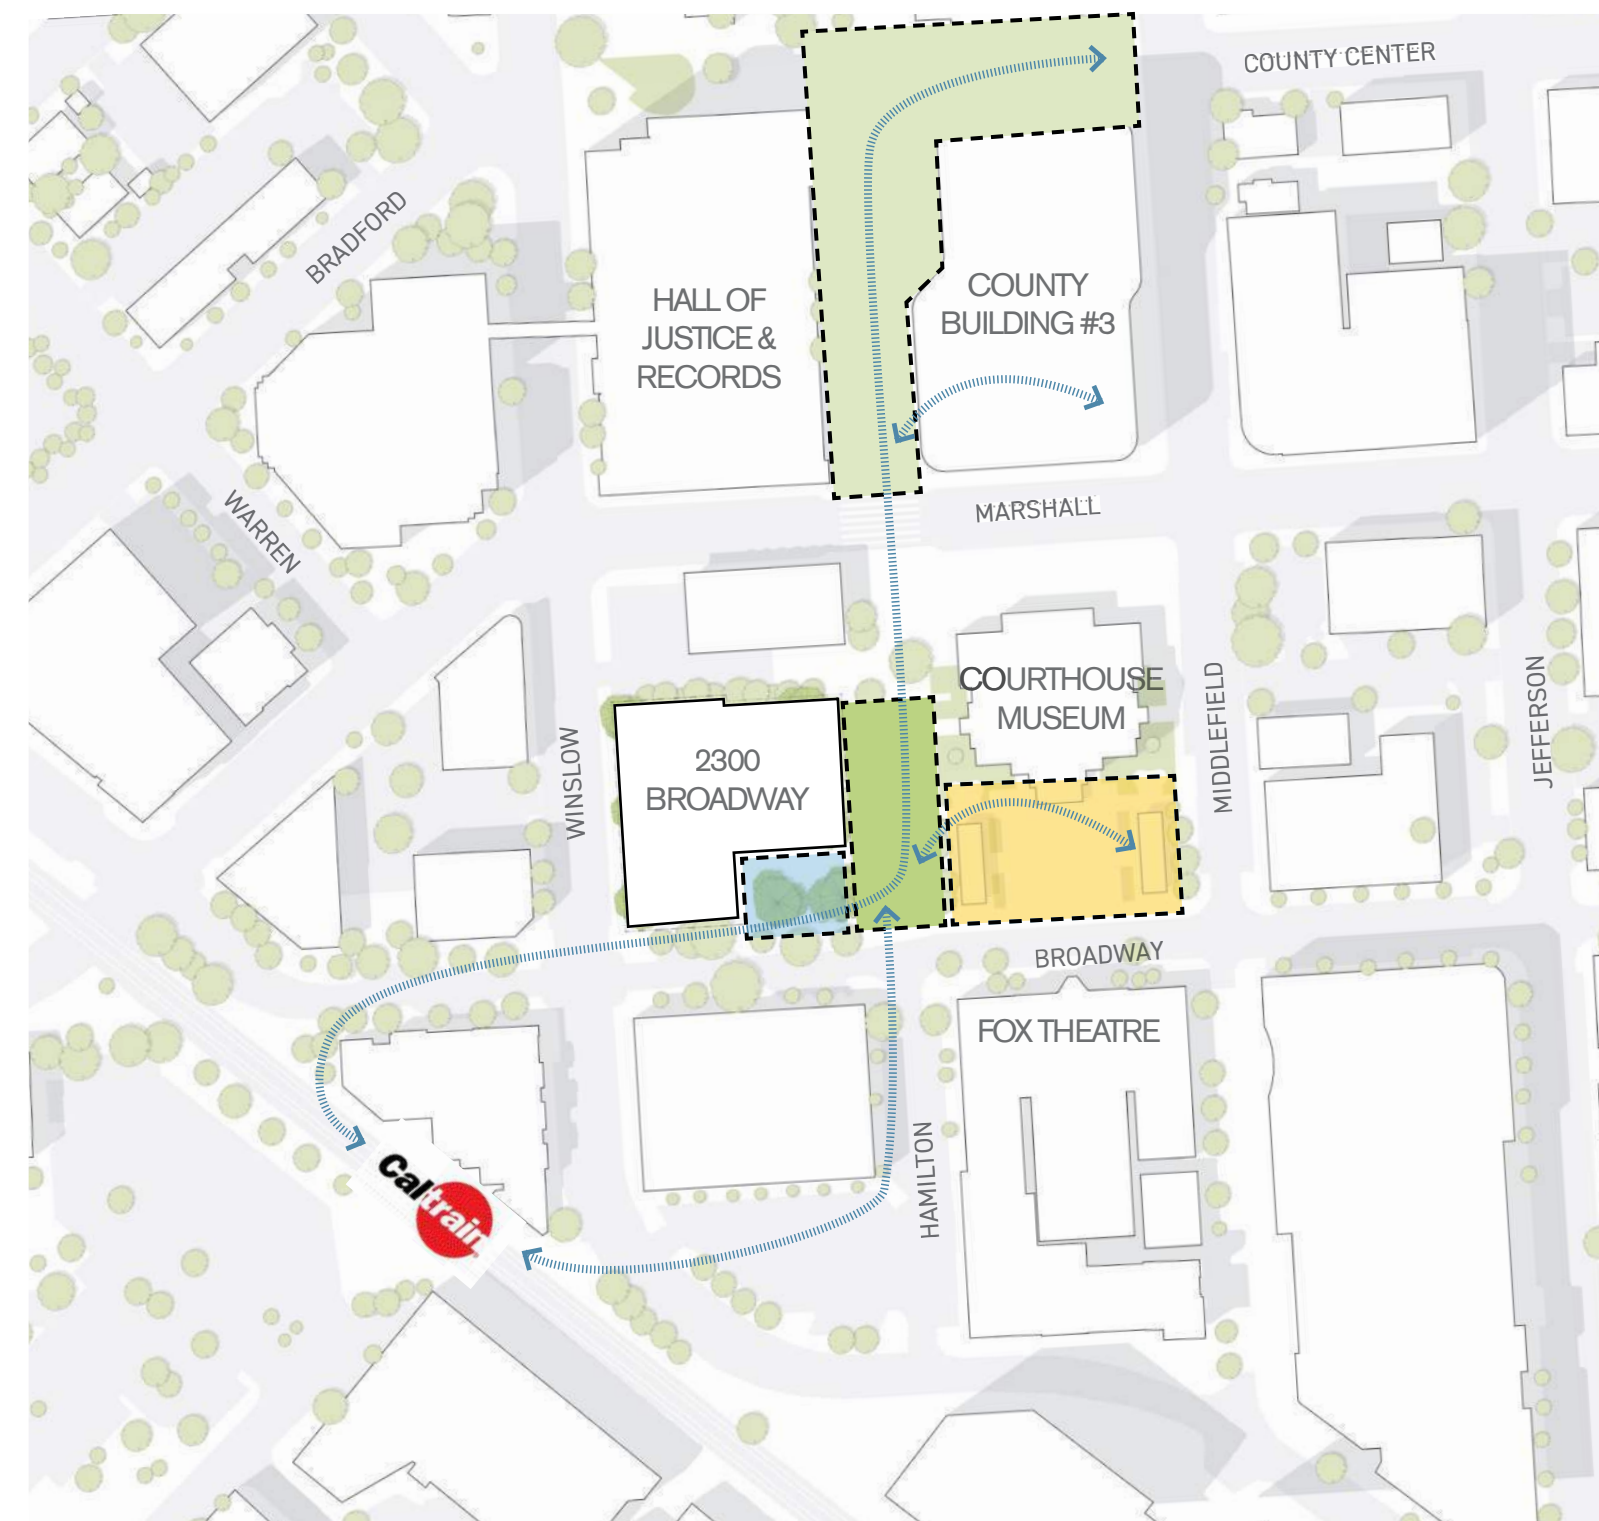 COUNTY CENTER
BRADFORD
HALL OF
JUSTICE &
RECORDS
COUNTY
BUILDING #3
WARREN
MARSHALL
COURTHOUSE
MUSEUM
2300
BROADWAY
WINSLOW
MIDDLEFIELD
JEFFERSON
BROADWAY
FOX THEATRE
HAMILTON
Caltrain